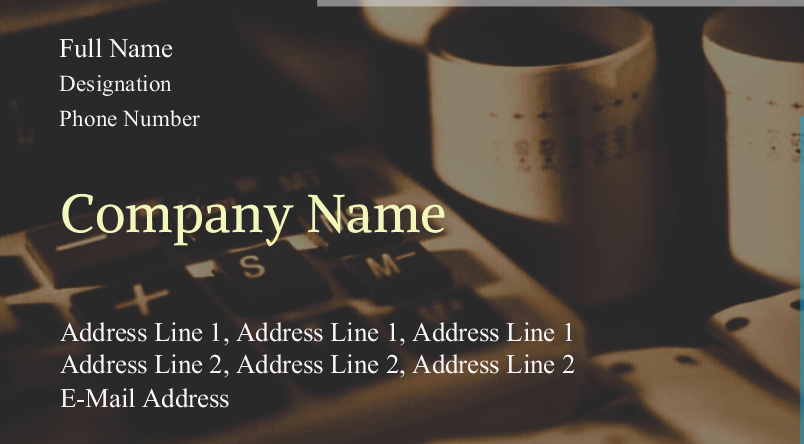 Full Name
Designation
Phone Number
Company Name
S
M
Address Line 1, Address Line 1, Address Line 1
Address Line 2, Address Line 2, Address Line 2
E-Mail Address